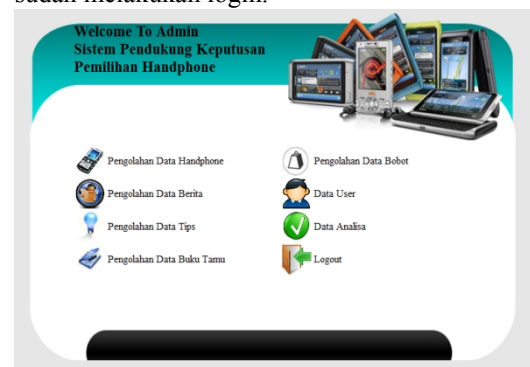 sudah melakukan login.
Welcome To Admin
Sistem Pendukung Keputusan
Pemilihan Handphone
Pengolahan Data Handphone
Pengolahan Data Bobot
Pengolahan Data Berita
Data User
Pengolahan Data Tips
Data Analisa
Pengolahan Data Buku Tamu
Logout